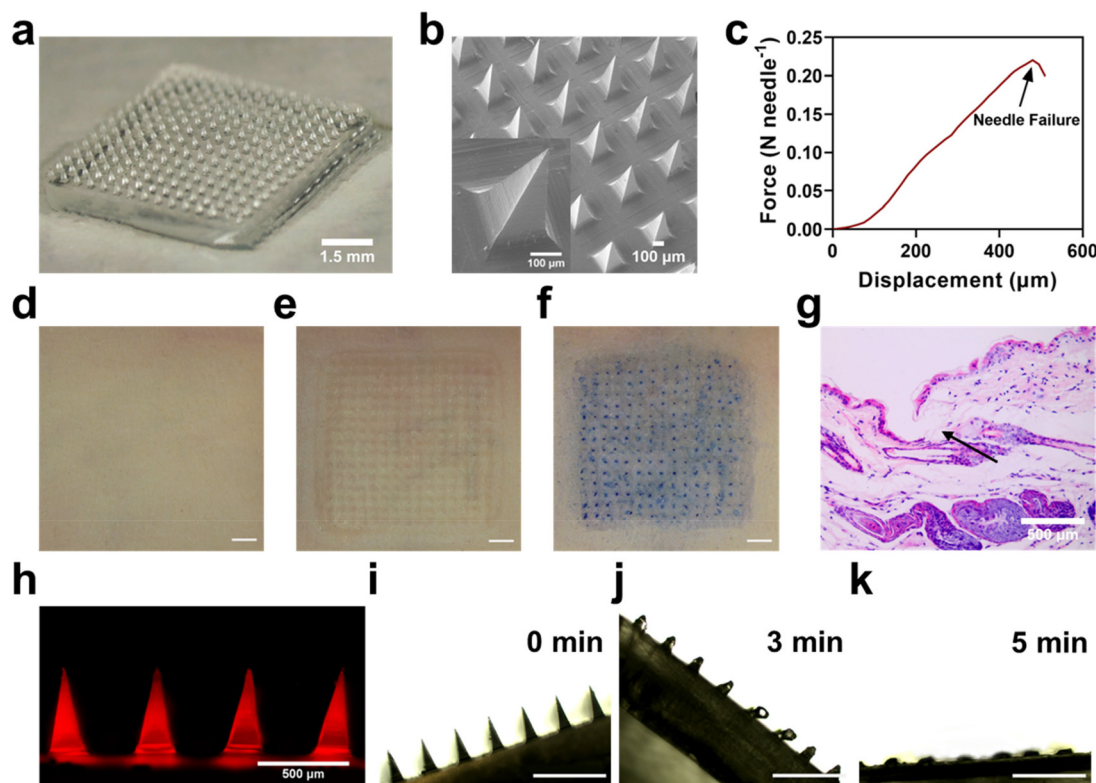 a
b
c
1.5 mm
100 µm
100 µm
Force (N needle-1)
0.25
0.20
0.15
0.10
0.05
0.00
Needle Failure
0
200
400
600
Displacement (µm)
d
e
f
g
500 µm
h
i
j
k
500 µm
0 min
3 min
5 min